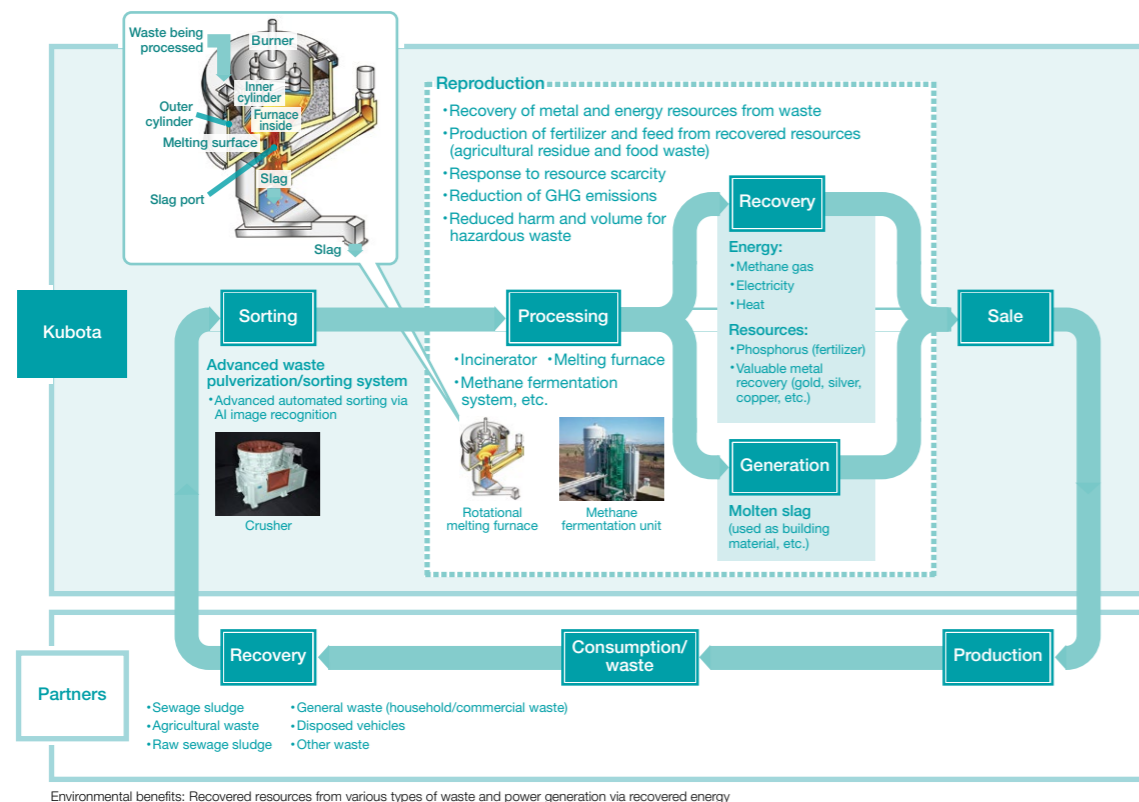 Waste being
processed
Burner
Inner
cylinder
Outer
cylinder
Furnace
inside
Melting surface
Slag port
Slag
Slag
Reproduction
・Recovery of metal and energy resources from waste
・Production of fertilizer and feed from recovered resources
(agricultural residue and food waste)
・Response to resource scarcity
・Reduction of GHG emissions
・Reduced harm and volume for
hazardous waste
Kubota
Sorting
Advanced waste
pulverization/sorting system
・Advanced automated sorting via
AI image recognition
Crusher
Processing
・Incinerator ・Melting furnace
・Methane fermentation
system, etc.
Rotational
melting furnace
Methane
fermentation unit
Recovery
Energy:
・Methane gas
・Electricity
・Heat
Resources:
・Phosphorus (fertilizer)
・Valuable metal
recovery (gold, silver,
copper, etc.)
Generation
Molten slag
(used as building
material, etc.)
Sale
Partners
Recovery
Consumption/
waste
Production
・Sewage sludge
・Agricultural waste
・Raw sewage sludge
・General waste (household/commercial waste)
・Disposed vehicles
・Other waste
Environmental benefits: Recovered resources from various types of waste and power generation via recovered energy